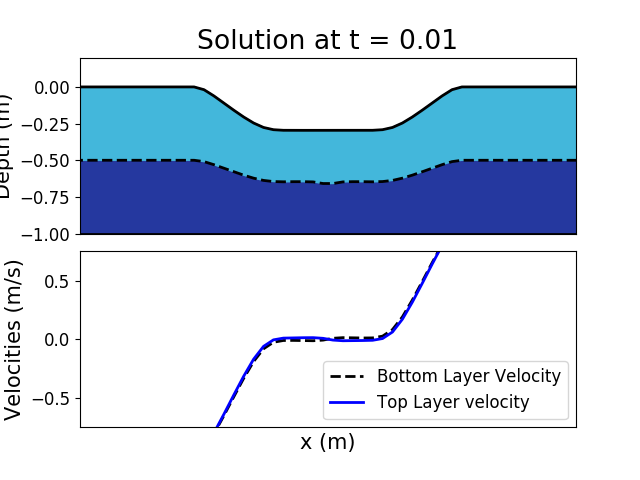 Solution at t = 0.01
Depth (m)
0.00
−0.25
−0.50
−0.75
−1.00
Velocities (m/s)
0.5
0.0
−0.5
Bottom Layer Velocity
Top Layer velocity
x (m)